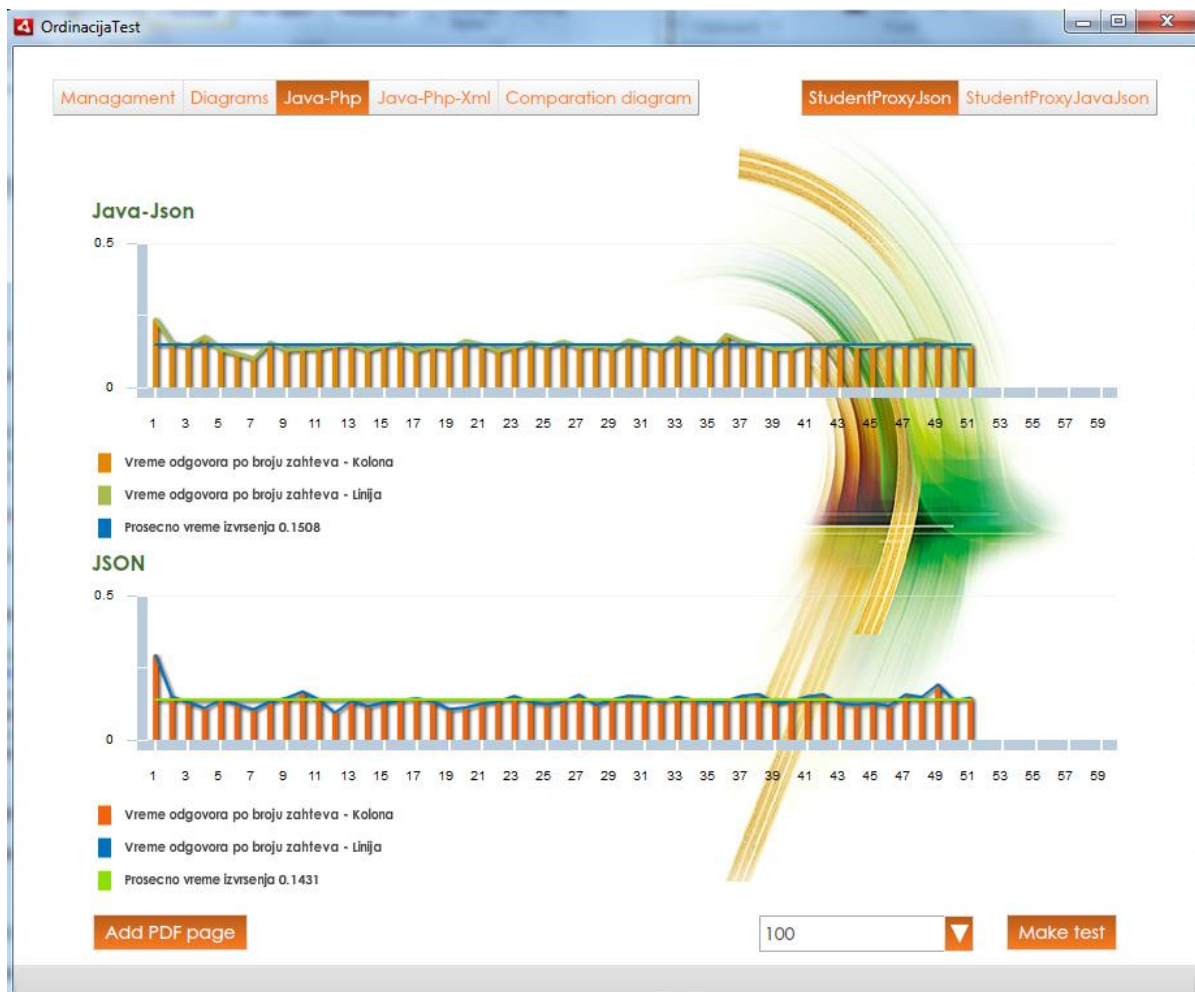 OrdinacijaTest
Managament Diagrams Java-Php Java-Php-Xml Comparation diagram StudentProxyJson StudentProxyJavaJson
Java-Json
0.5
0
1 3 5 7 9 11 13 15 17 19 21 23 25 27 29 31 33 35 37 39 41 43 45 47 49 51 53 55 57 59
Vreme odgovora po broju zahteva - Kolona
Vreme odgovora po broju zahteva - Linija
Prosecno vreme izvrsenja 0.1508
JSON
0.5
0
1 3 5 7 9 11 13 15 17 19 21 23 25 27 29 31 33 35 37 39 41 43 45 47 49 51 53 55 57 59
Vreme odgovora po broju zahteva - Kolona
Vreme odgovora po broju zahteva - Linija
Prosecno vreme izvrsenja 0.1431
Add PDF page 100 Make test